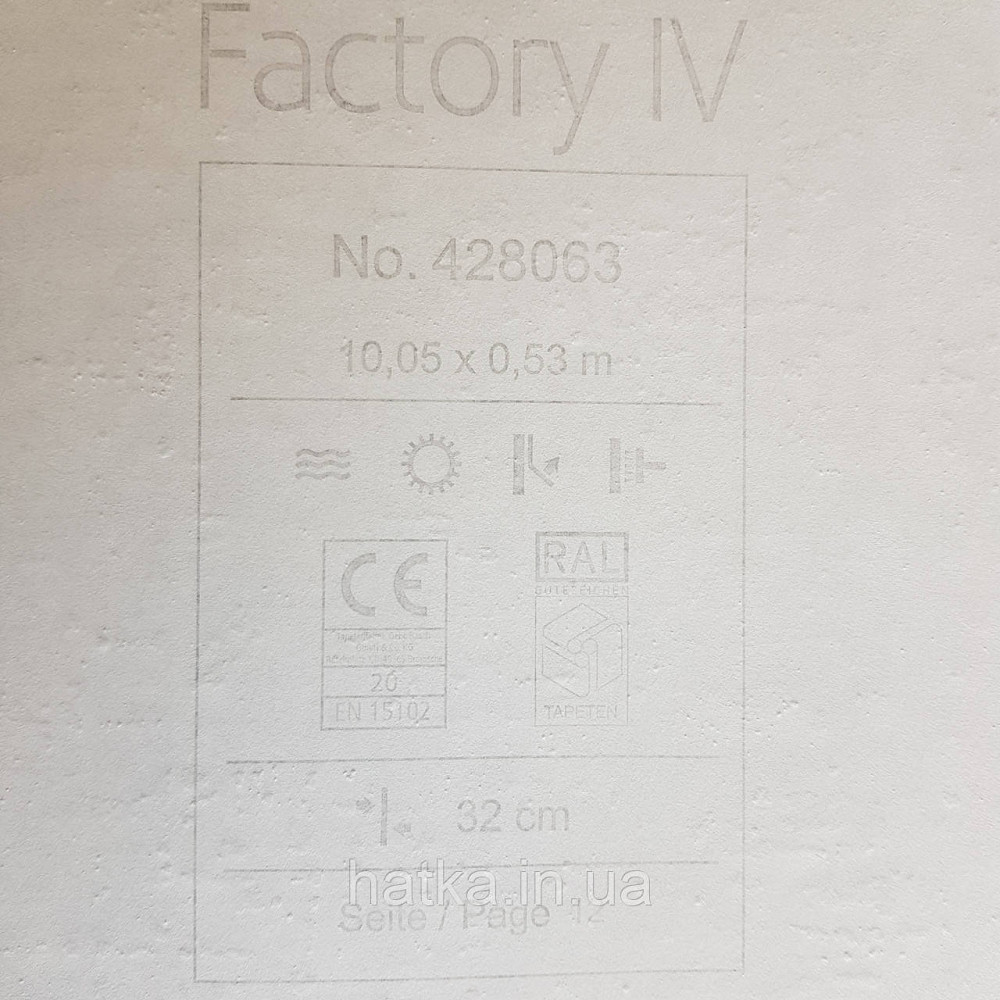 Factory IV
No. 428063
10,05 x 0,53 m
CE
RAL
GÜTEZEICHEN
20
EN 15102
TAPETEN
32 cm
hatka.in.ua
Seite / Page 12